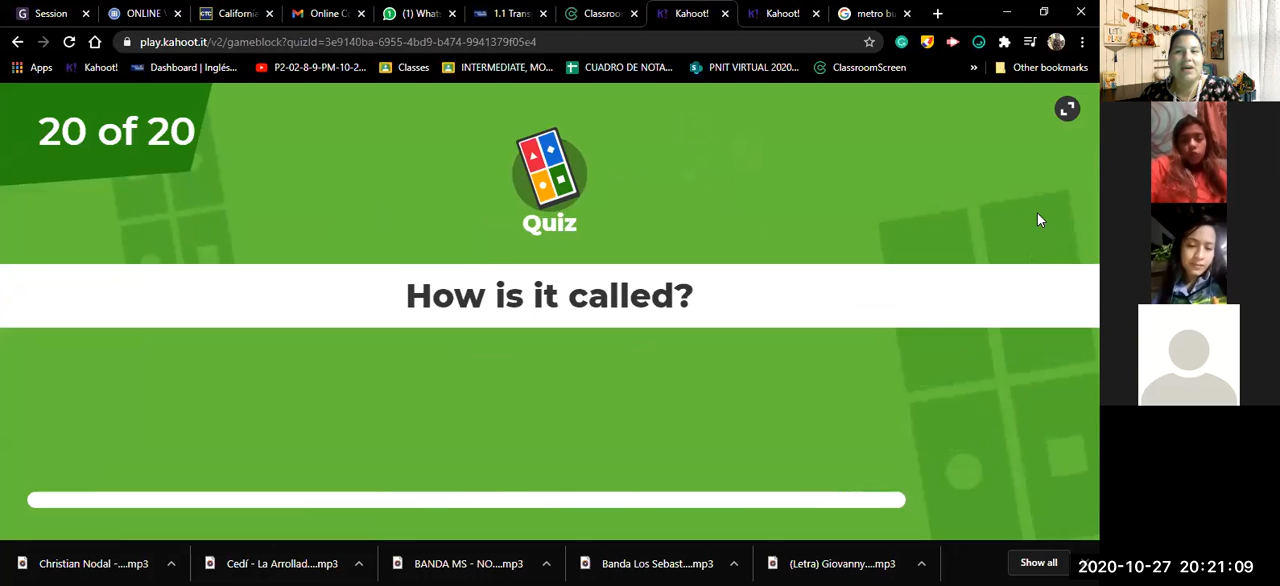 Session
ONLINE V
California
Online Co
(1) What
1.1 Trans
Classroo
Kahoot!
Kahoot!
metro bu
play.kahoot.it/v2/gameblock?quizId=3e9140ba-6955-4bd9-b474-9941379f05e4
Apps
Kahoot!
Dashboard | Inglés...
P2-02-8-9-PM-10-2...
Classes
INTERMEDIATE, MO...
CUADRO DE NOTA...
PNIT VIRTUAL 2020...
ClassroomScreen
»
Other bookmarks
20 of 20
Quiz
How is it called?
Christian Nodal -....mp3
Cedí - La Arrollad....mp3
BANDA MS - NO....mp3
Banda Los Sebast....mp3
(Letra) Giovanny....mp3
Show all
2020-10-27 20:21:09